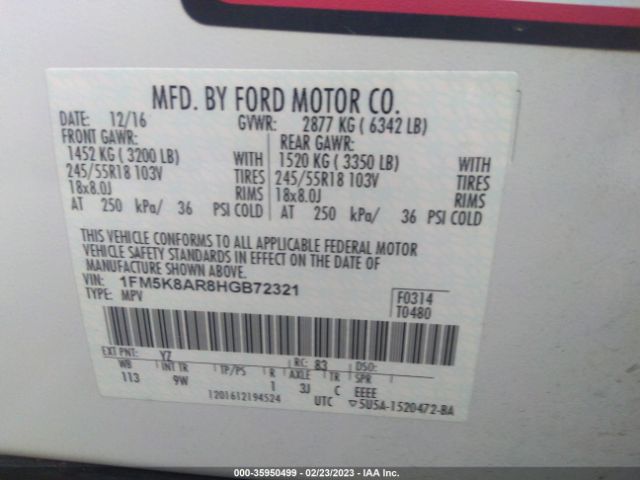 MFD. BY FORD MOTOR CO.
DATE: 12/16 GVWR: 2877 KG ( 6342 LB)
FRONT GAWR: REAR GAWR:
1452 KG ( 3200 LB) WITH 1520 KG ( 3350 LB) WITH
245/55R18 103V TIRES 245/55R18 103V TIRES
18x8.0J RIMS 18x8.0J RIMS
AT 250 kPa/ 36 PSI COLD AT 250 kPa/ 36 PSI COLD
THIS VEHICLE CONFORMS TO ALL APPLICABLE FEDERAL MOTOR
VEHICLE SAFETY STANDARDS IN EFFECT ON THE DATE OF
MANUFACTURE SHOWN ABOVE.
VIN: 1FM5K8AR8HGB72321 F0314
TYPE: MPV T0480
EXT PNT: YZ RC: 83 DSO:
WB INT TR TP/PS R AXLE TR SPR
113 9W 1 3J C EEEE
1201612194524 UTC ▽5U5A-1520472-BA
000-35950499 - 02/23/2023 - IAA Inc.